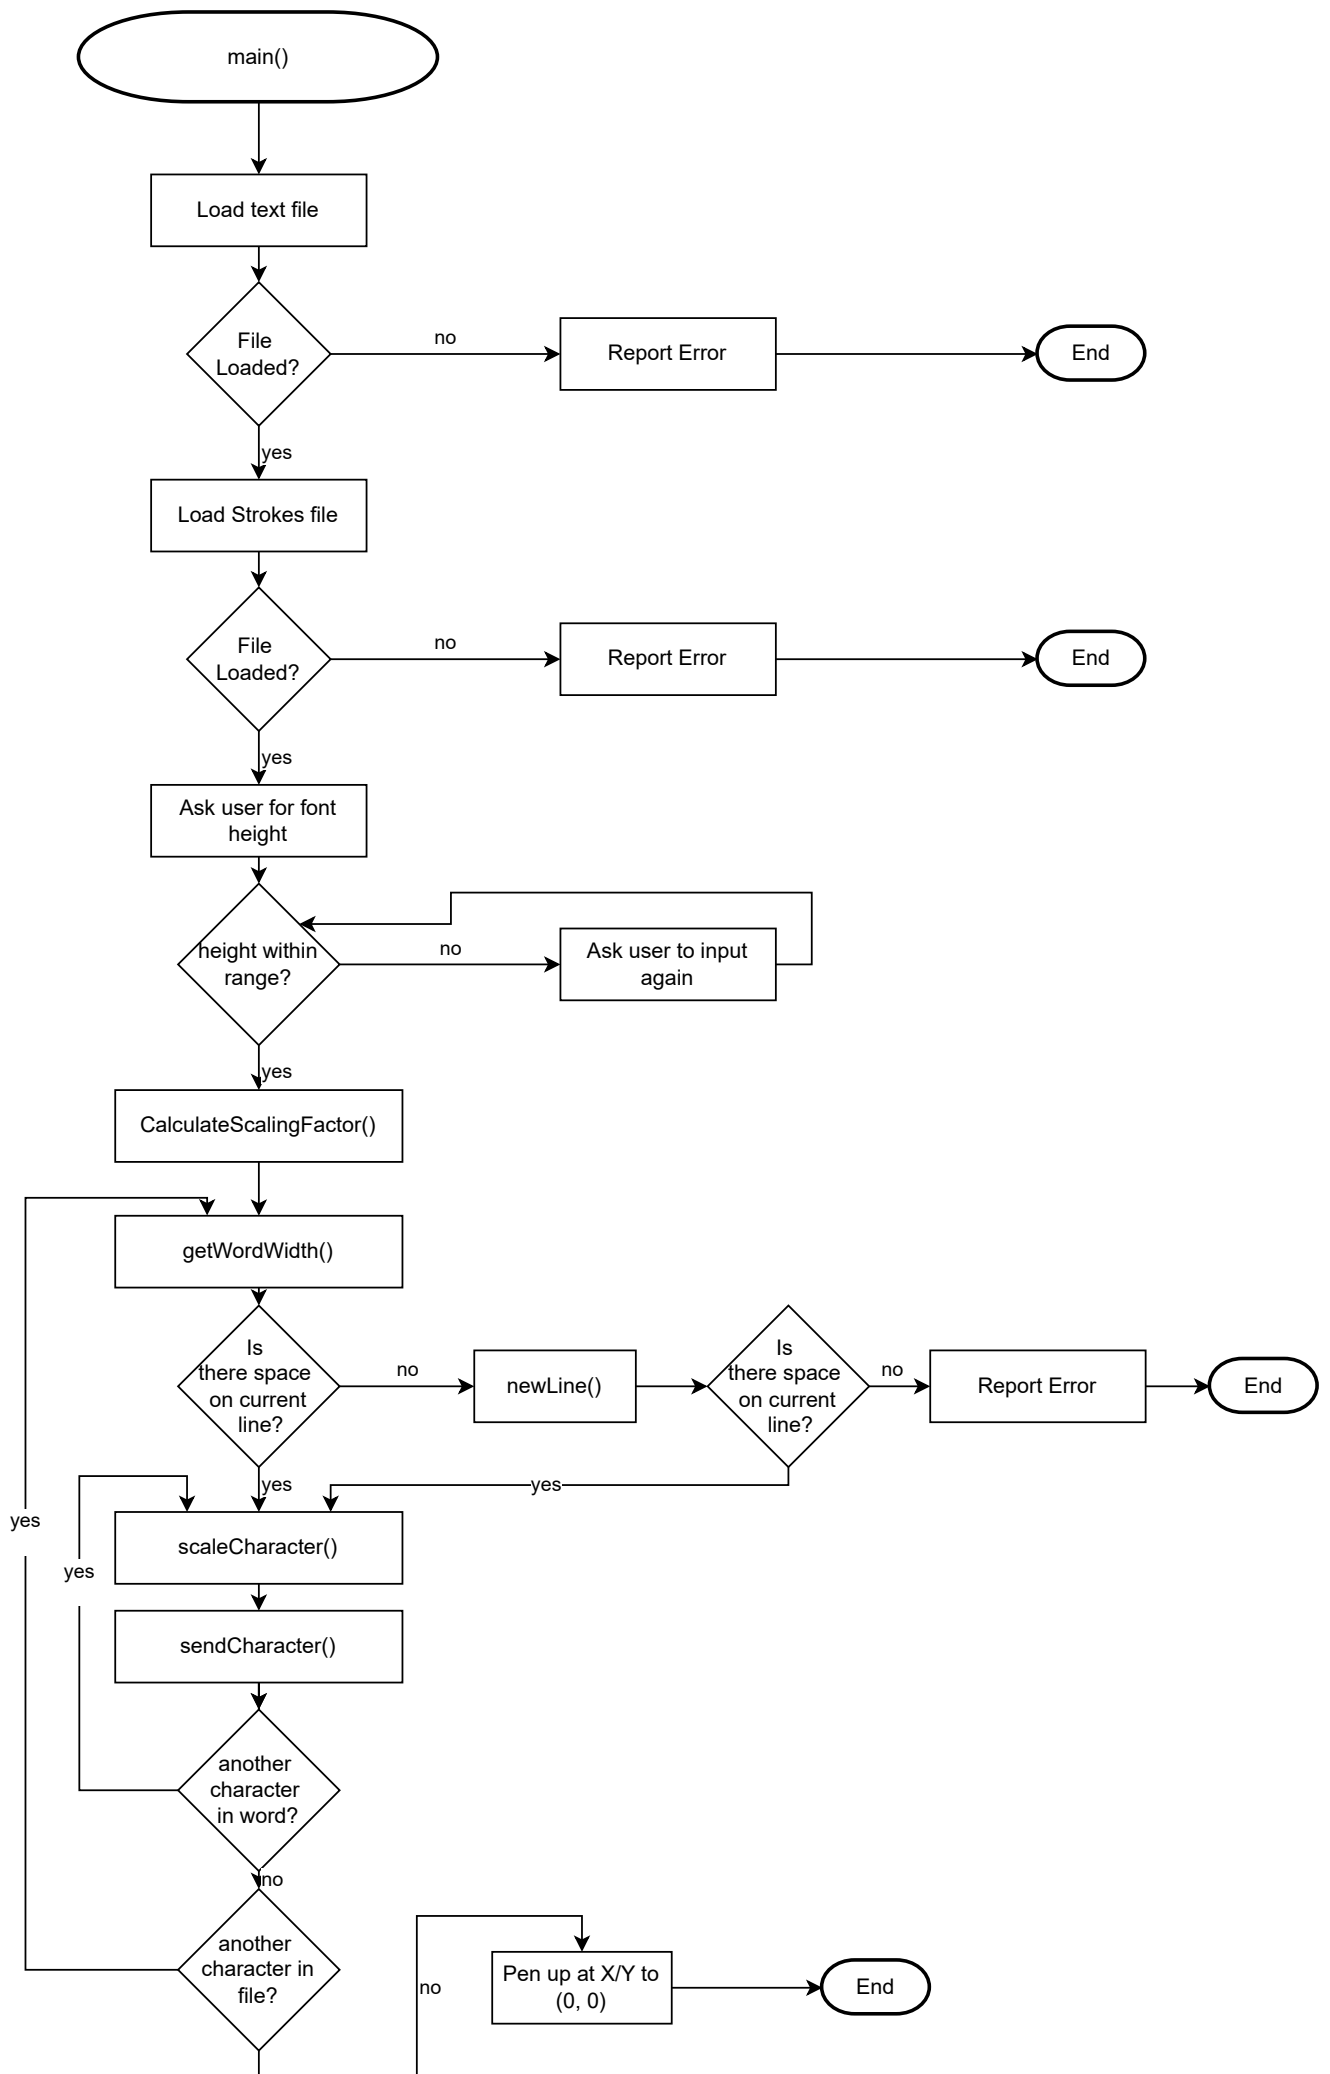 main()
Load text file
File
Loaded?
no
Report Error
End
yes
Load Strokes file
File
Loaded?
no
Report Error
End
yes
Ask user for font
height
height within
range?
no
Ask user to input
again
yes
CalculateScalingFactor()
getWordWidth()
Is
there space
on current
line?
no
newLine()
Is
there space
on current
line?
no
Report Error
End
yes
yes
yes
scaleCharacter()
yes
sendCharacter()
another
character
in word?
no
another
character in
file?
no
Pen up at X/Y to
(0, 0)
End